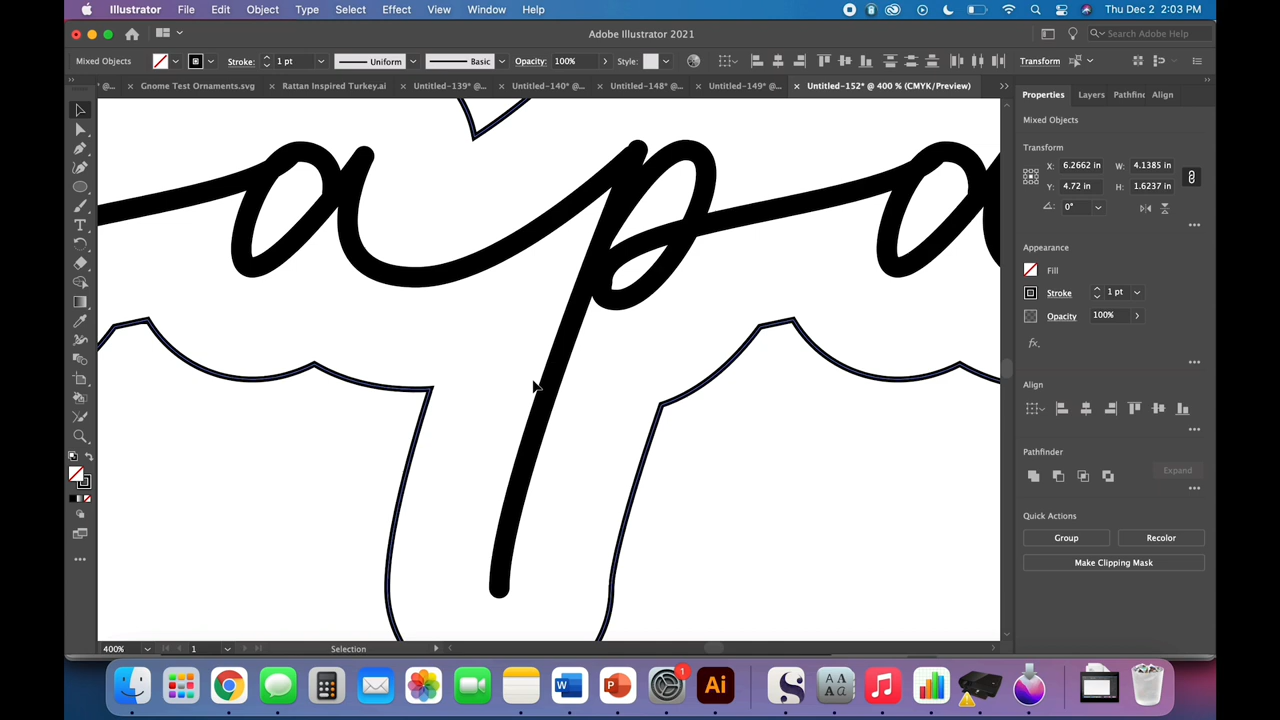 Illustrator File Edit Object Type Select Effect View Window Help Thu Dec 2 2:03 PM
Adobe Illustrator 2021
Search Adobe Help
Mixed Objects Stroke: 1 pt Uniform Basic Opacity: 100% Style: Transform
* @... × Gnome Test Ornaments.svg × Rattan Inspired Turkey.ai × Untitled-139* @... × Untitled-140* @... × Untitled-148* @... × Untitled-149* @... × Untitled-152* @ 400 % (CMYK/Preview)
Properties Layers Pathfin Align
Mixed Objects
Transform
X: 6.2662 in W: 4.1385 in
Y: 4.72 in H: 1.6237 in
0°
Appearance
Fill
Stroke 1 pt
Opacity 100%
fx.
Align
Pathfinder
Expand
Quick Actions
Group Recolor
Make Clipping Mask
a p a
400% 1 Selection
1